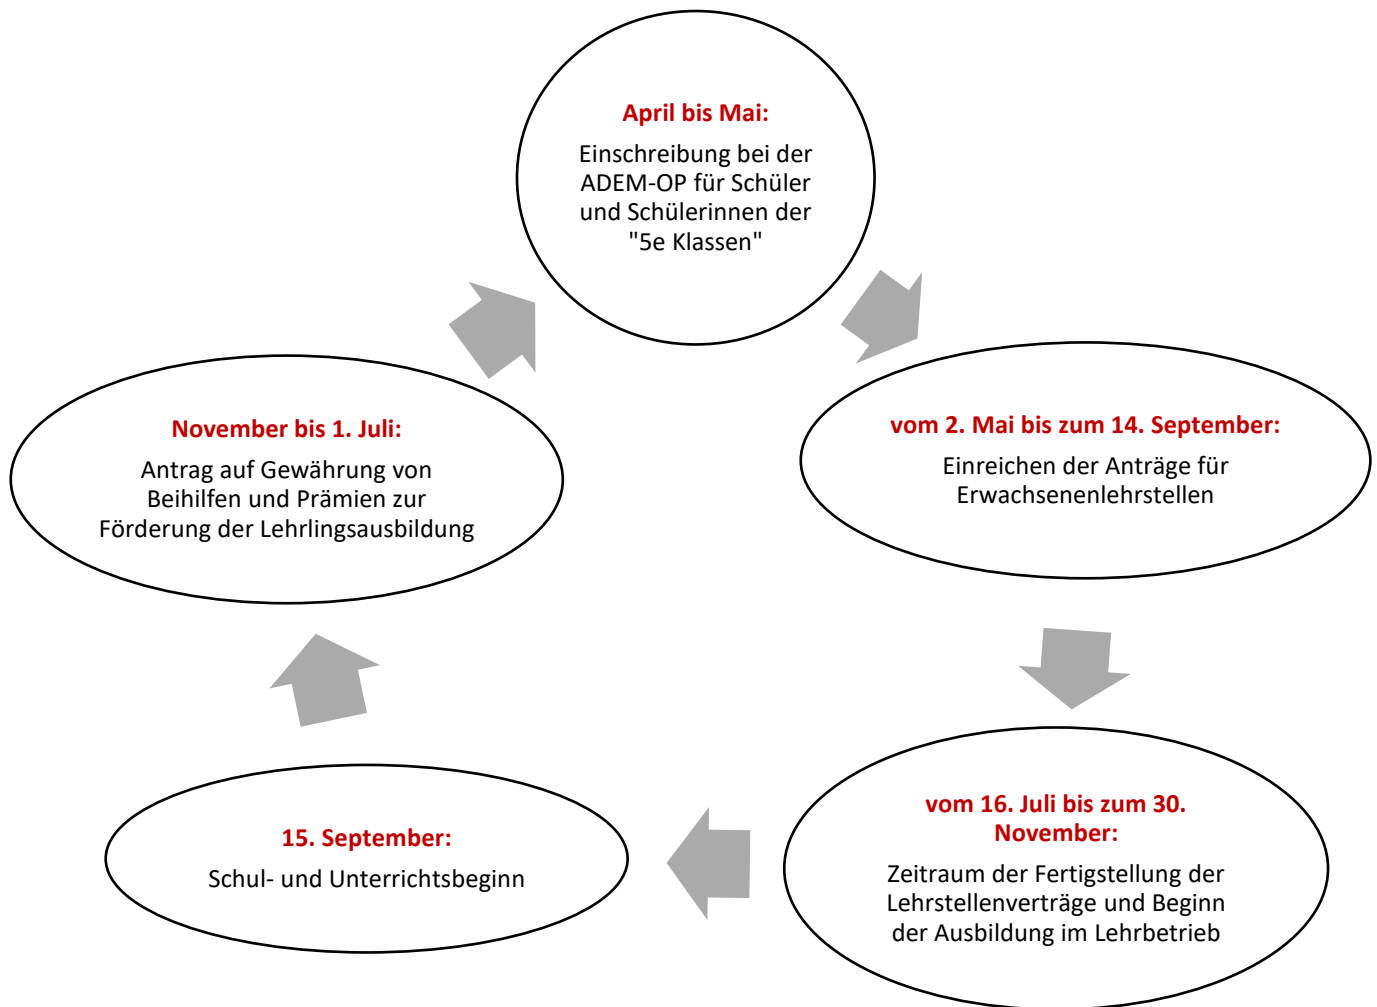 April bis Mai:
Einschreibung bei der
ADEM-OP für Schüler
und Schülerinnen der
"5e Klassen"
vom 2. Mai bis zum 14. September:
Einreichen der Anträge für
Erwachsenenlehrstellen
vom 16. Juli bis zum 30.
November:
Zeitraum der Fertigstellung der
Lehrstellenverträge und Beginn
der Ausbildung im Lehrbetrieb
15. September:
Schul- und Unterrichtsbeginn
November bis 1. Juli:
Antrag auf Gewährung von
Beihilfen und Prämien zur
Förderung der Lehrlingsausbildung